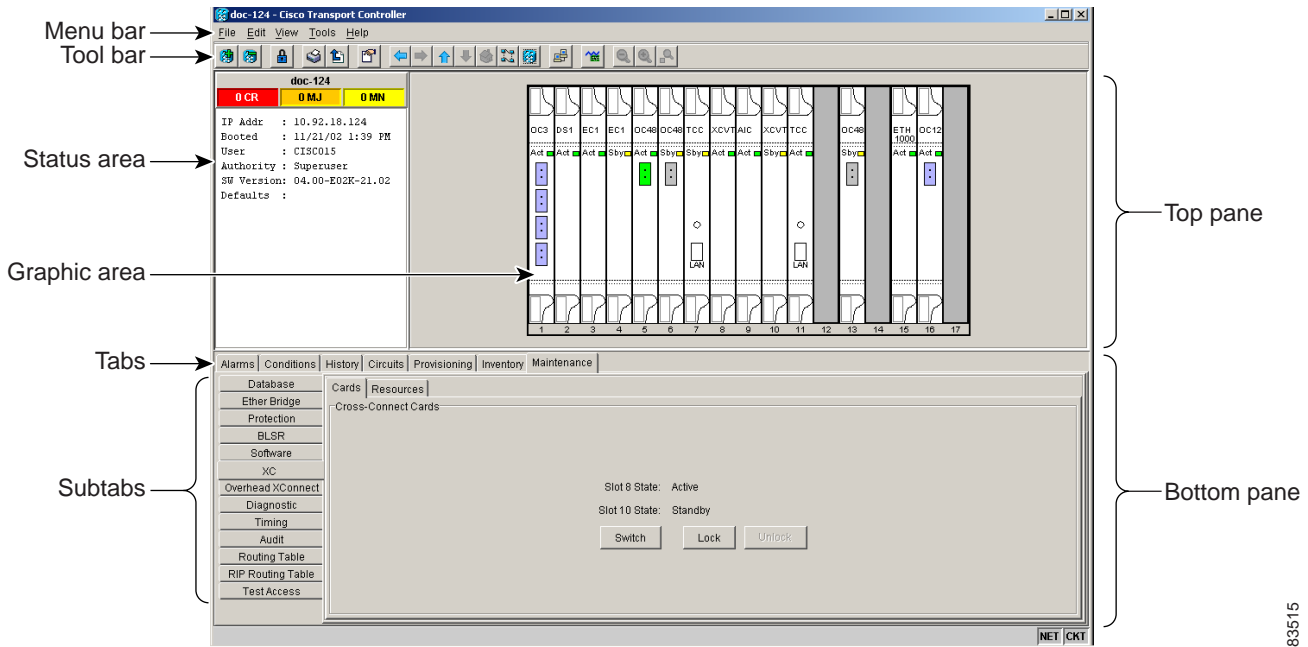 doc-124 - Cisco Transport Controller
Menu bar
File Edit View Tools Help
Tool bar
doc-124
0 CR 0 MJ 0 MN
IP Addr : 10.92.18.124
Booted : 11/21/02 1:39 PM
User : CISCO15
Authority : Superuser
SW Version: 04.00-E02K-21.02
Defaults :
Status area
OC3 DS1 EC1 EC1 OC48 OC48 TCC XCVT AIC XCVT TCC OC48 ETH 1000 OC12
Act Act Act Sby Act Sby Sby Act Act Sby Act Sby Act Act
LAN LAN
1 2 3 4 5 6 7 8 9 10 11 12 13 14 15 16 17
Top pane
Graphic area
Tabs
Alarms Conditions History Circuits Provisioning Inventory Maintenance
Subtabs
Database
Ether Bridge
Protection
BLSR
Software
XC
Overhead XConnect
Diagnostic
Timing
Audit
Routing Table
RIP Routing Table
Test Access
Cards Resources
Cross-Connect Cards
Slot 8 State: Active
Slot 10 State: Standby
Switch Lock Unlock
Bottom pane
NET CKT
83515